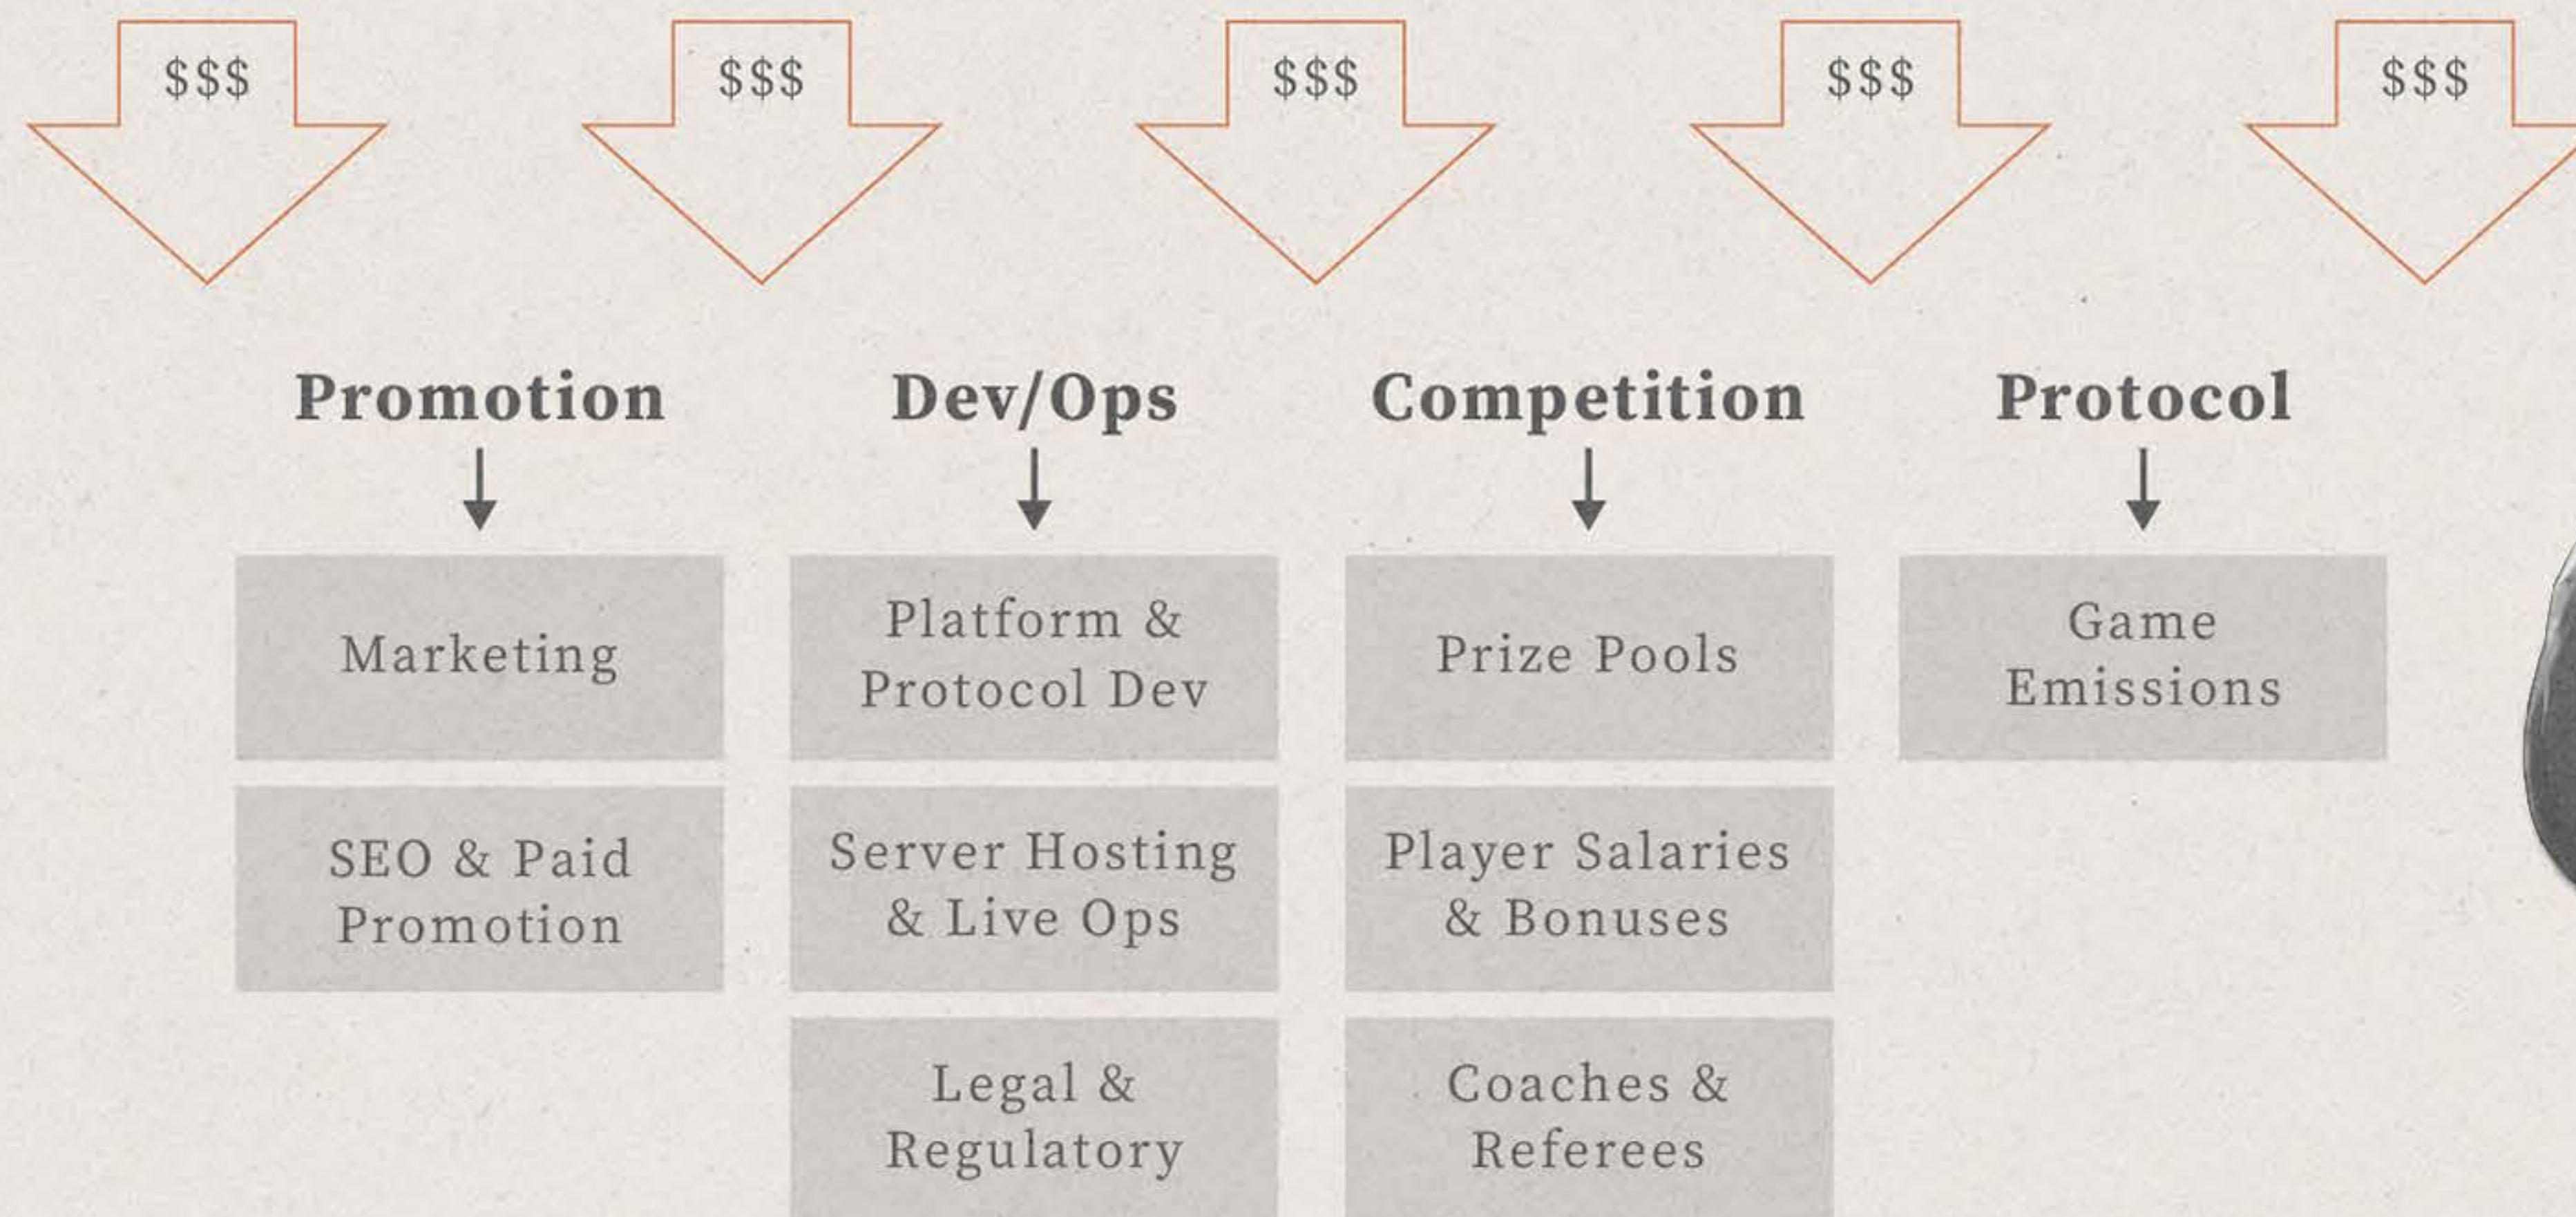 $$$ $$$ $$$ $$$ $$$
Promotion Dev/Ops Competition Protocol
Marketing
Platform &
Protocol Dev
Prize Pools
Game
Emissions
SEO & Paid
Promotion
Server Hosting
& Live Ops
Player Salaries
& Bonuses
Legal &
Regulatory
Coaches &
Referees